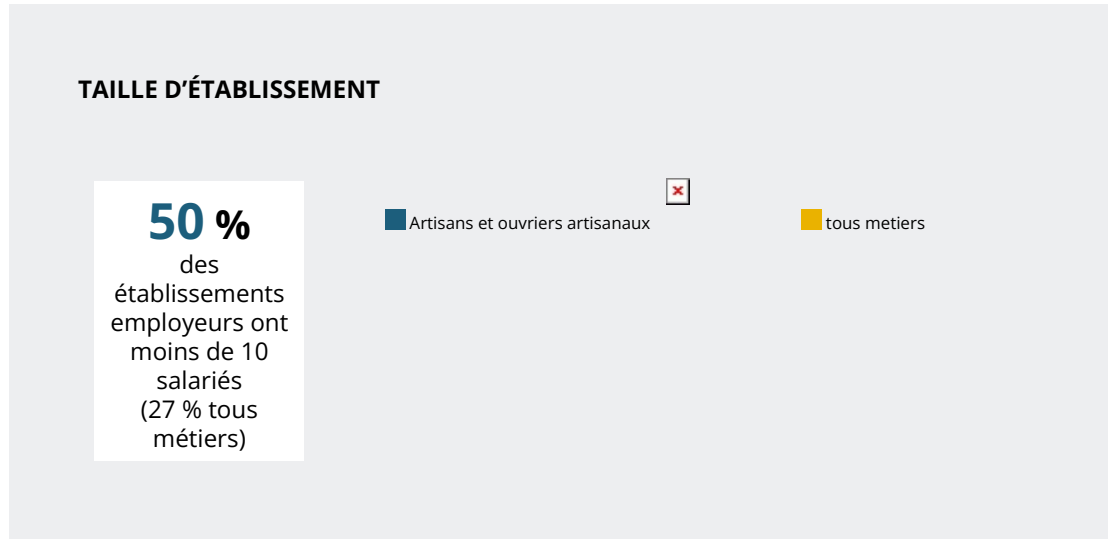 TAILLE D’ÉTABLISSEMENT
50 %
des
établissements
employeurs ont
moins de 10
salariés
(27 % tous
métiers)
Artisans et ouvriers artisanaux
tous metiers